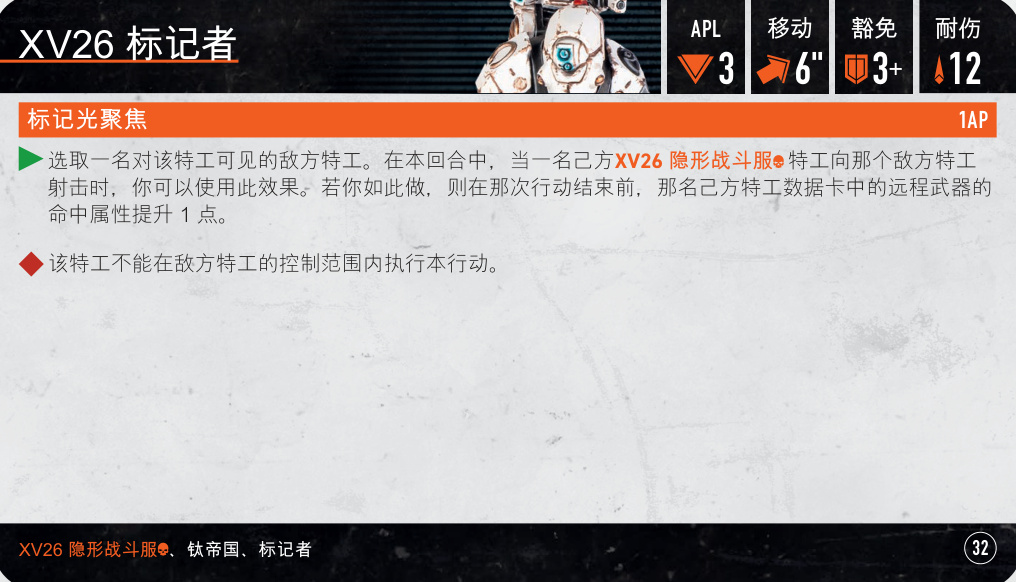 XV26 标记者
APL
3
移动
6"
豁免
3+
耐伤
12
标记光聚焦 1AP
选取一名对该特工可见的敌方特工。在本回合中，当一名己方XV26 隐形战斗服特工向那个敌方特工
射击时，你可以使用此效果。若你如此做，则在那次行动结束前，那名己方特工数据卡中的远程武器的
命中属性提升 1 点。
该特工不能在敌方特工的控制范围内执行本行动。
XV26 隐形战斗服、钛帝国、标记者
32